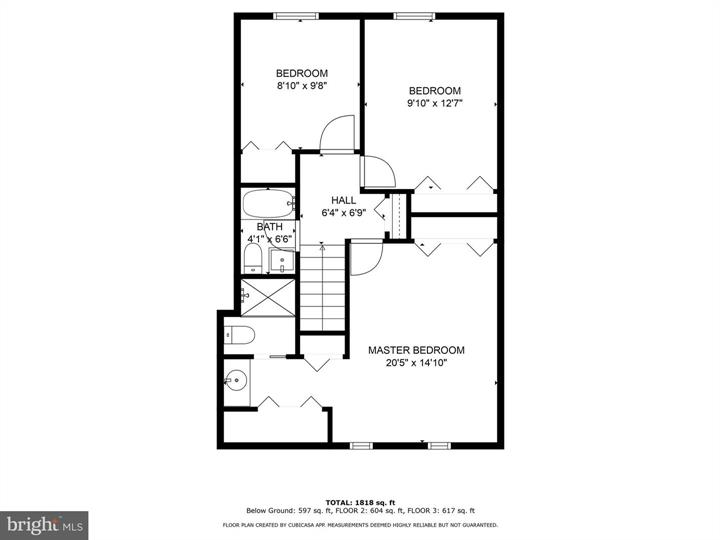 BEDROOM
8'10" x 9'8"
BEDROOM
9'10" x 12'7"
HALL
6'4" x 6'9"
BATH
4'1" x 6'6"
MASTER BEDROOM
20'5" x 14'10"
TOTAL: 1818 sq. ft
Below Ground: 597 sq. ft, FLOOR 2: 604 sq. ft, FLOOR 3: 617 sq. ft
FLOOR PLAN CREATED BY CUBICASA APP. MEASUREMENTS DEEMED HIGHLY RELIABLE BUT NOT GUARANTEED.
bright MLS